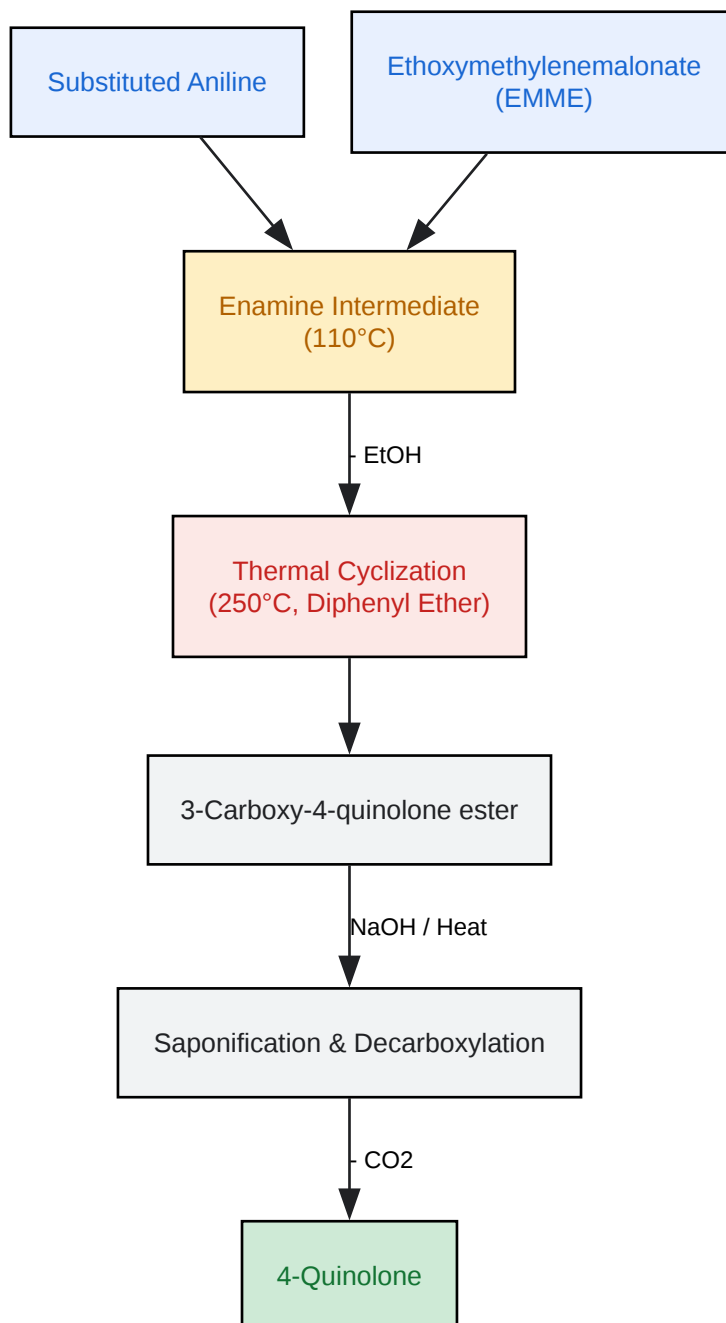 Substituted Aniline
Ethoxymethylenemalonate
(EMME)
Enamine Intermediate
(110°C)
- EtOH
Thermal Cyclization
(250°C, Diphenyl Ether)
3-Carboxy-4-quinolone ester
NaOH / Heat
Saponification & Decarboxylation
- CO2
4-Quinolone